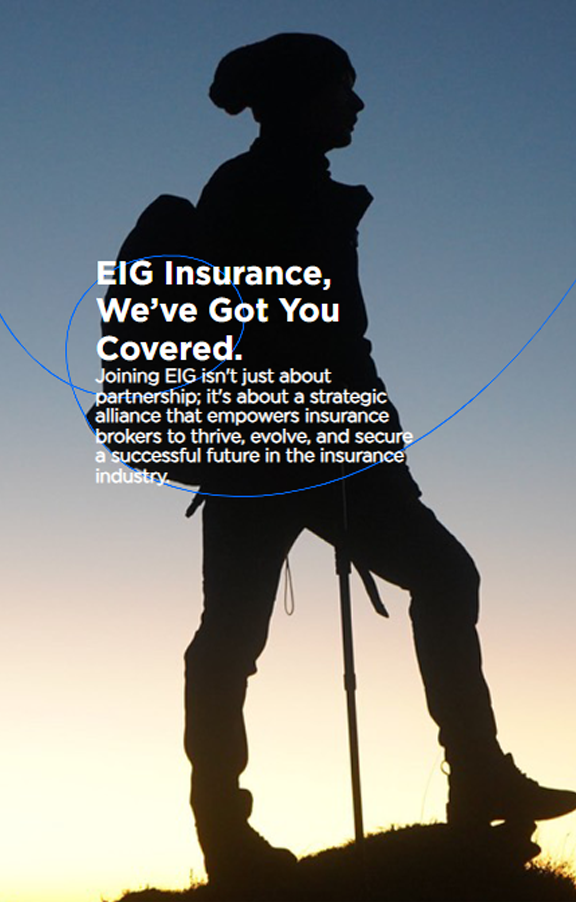 EIG Insurance,
We’ve Got You
Covered.
Joining EIG isn't just about
partnership; it's about a strategic
alliance that empowers insurance
brokers to thrive, evolve, and secure
a successful future in the insurance
industry.